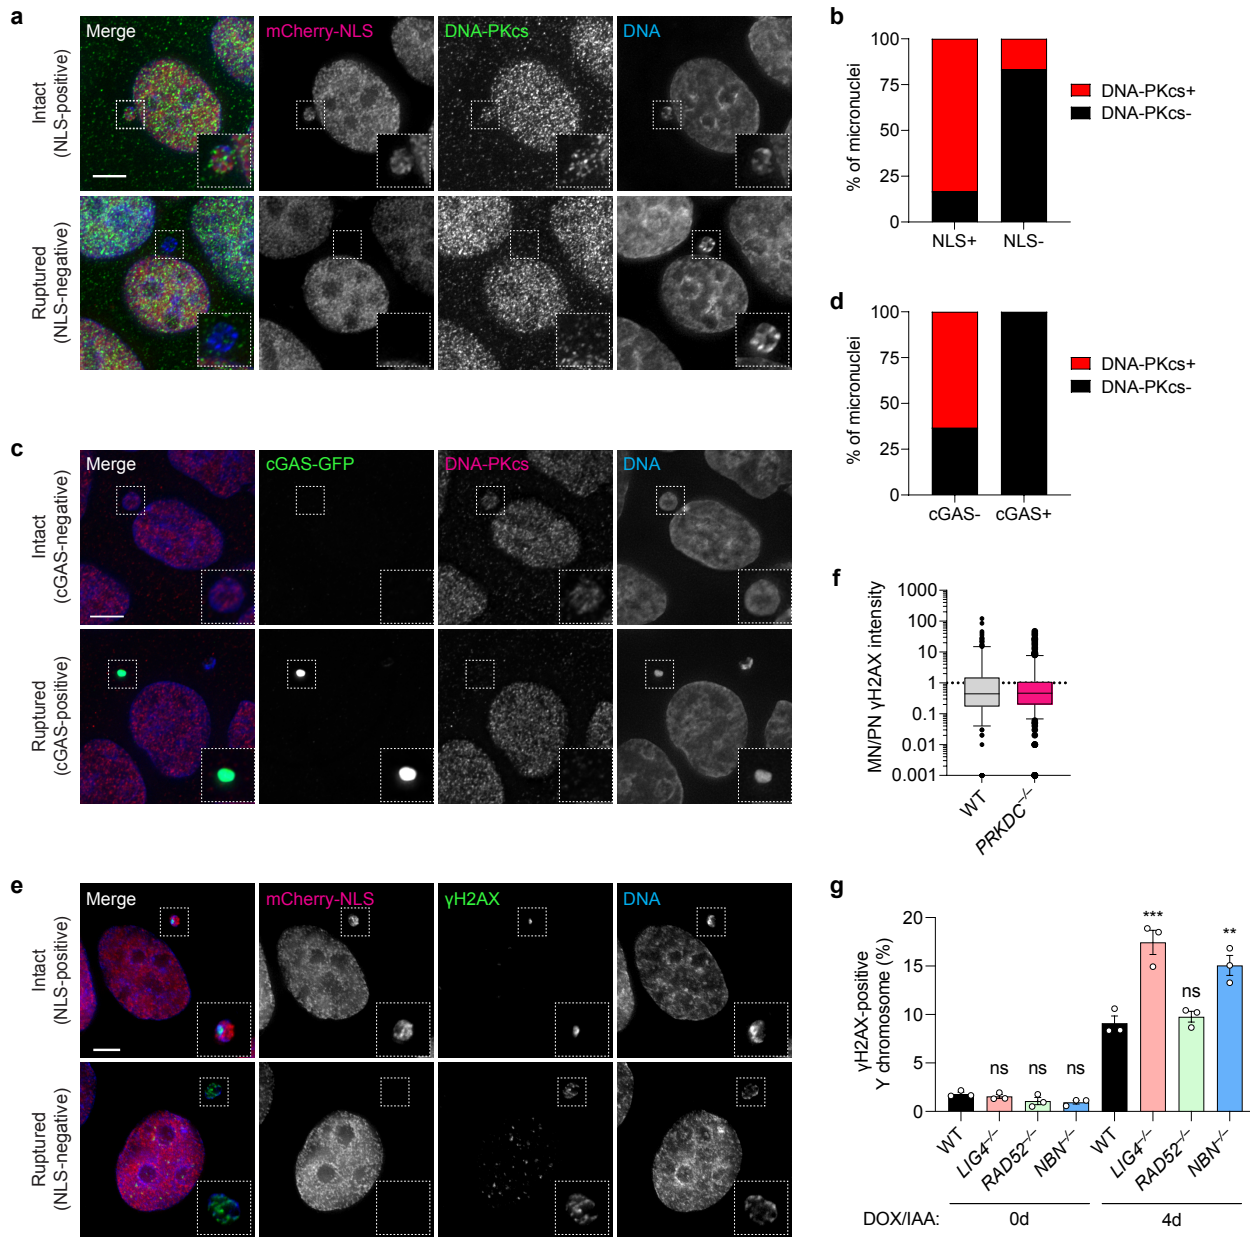 a
Merge
mCherry-NLS
DNA-PKcs
DNA
Intact
(NLS-positive)
Ruptured
(NLS-negative)
b
100
75
50
25
0
% of micronuclei
NLS+
NLS-
DNA-PKcs+
DNA-PKcs-
c
Merge
cGAS-GFP
DNA-PKcs
DNA
Intact
(cGAS-negative)
Ruptured
(cGAS-positive)
d
100
75
50
25
0
% of micronuclei
cGAS-
cGAS+
DNA-PKcs+
DNA-PKcs-
e
Merge
mCherry-NLS
γH2AX
DNA
Intact
(NLS-positive)
Ruptured
(NLS-negative)
f
1000
100
10
1
0.1
0.01
0.001
MN/PN γH2AX intensity
WT
PRKDC⁻/⁻
g
20
15
10
5
0
γH2AX-positive
Y chromosome (%)
ns
ns
ns
***
ns
**
WT
LIG4⁻/⁻
RAD52⁻/⁻
NBN⁻/⁻
WT
LIG4⁻/⁻
RAD52⁻/⁻
NBN⁻/⁻
DOX/IAA:
0d
4d